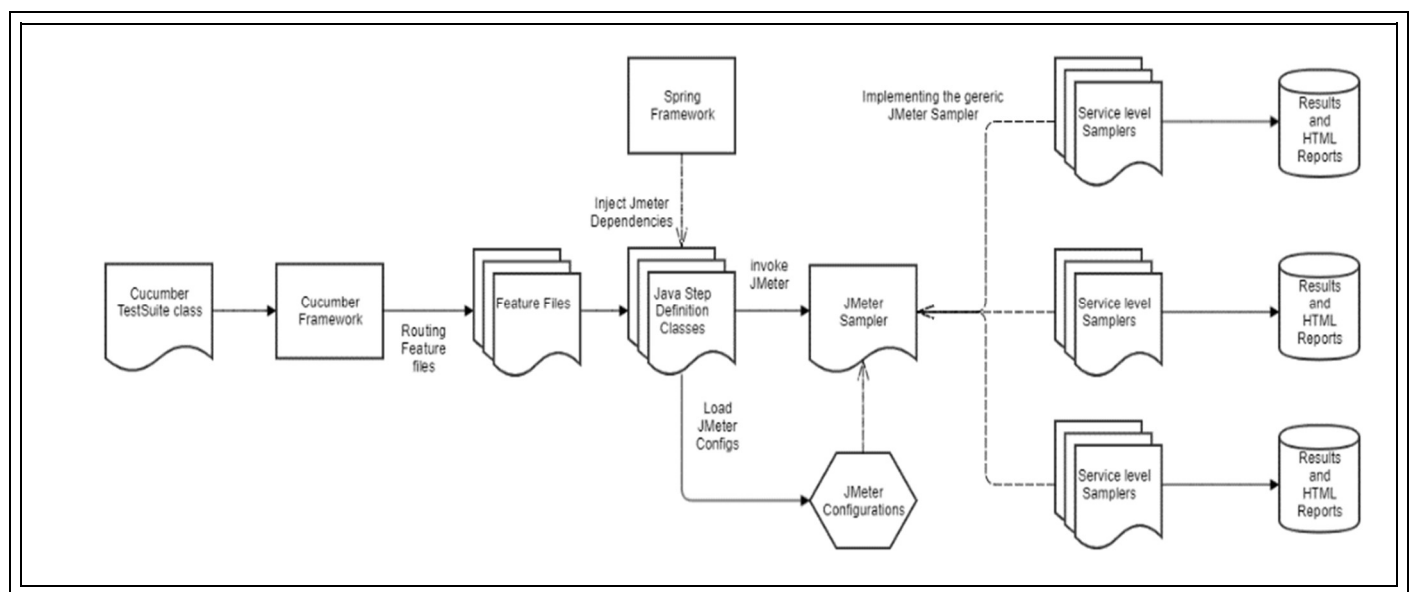 Spring
Framework
Implementing the gereric
JMeter Sampler
Service level
Samplers
Results
and
HTML
Reports
Inject Jmeter
Dependencies
Cucumber
TestSuite class
Cucumber
Framework
Routing
Feature
files
Feature Files
Java Step
Definition
Classes
invoke
JMeter
JMeter
Sampler
Service level
Samplers
Results
and
HTML
Reports
Load
JMeter
Configs
JMeter
Configurations
Service level
Samplers
Results
and
HTML
Reports